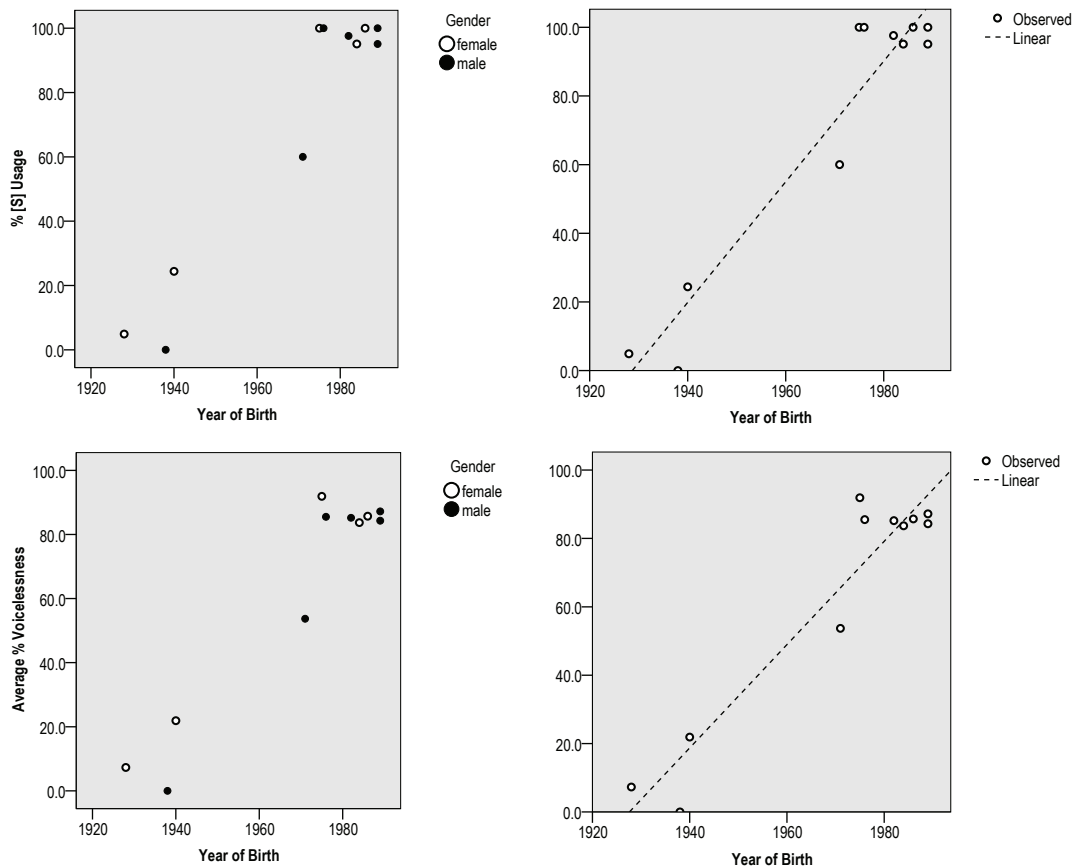 Gender
female
male
% [S] Usage
100.0
80.0
60.0
40.0
20.0
0.0
1920 1940 1960 1980
Year of Birth
Observed
Linear
100.0
80.0
60.0
40.0
20.0
0.0
1920 1940 1960 1980
Year of Birth
Gender
female
male
Average % Voicelessness
100.0
80.0
60.0
40.0
20.0
0.0
1920 1940 1960 1980
Year of Birth
Observed
Linear
100.0
80.0
60.0
40.0
20.0
0.0
1920 1940 1960 1980
Year of Birth